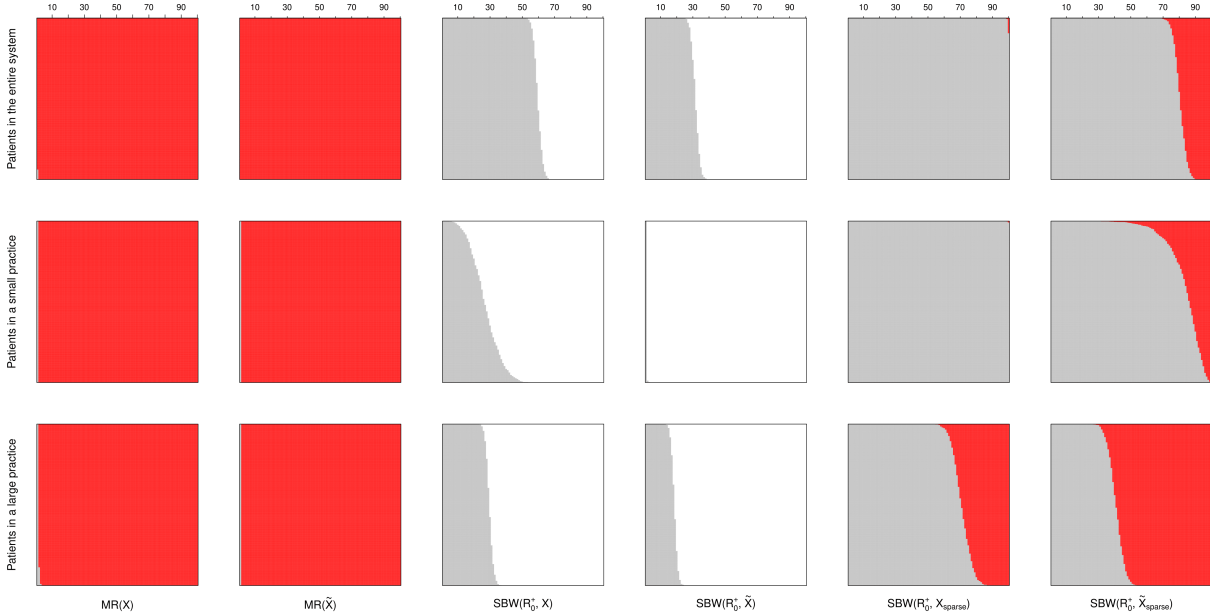 10 30 50 70 90 10 30 50 70 90 10 30 50 70 90 10 30 50 70 90 10 30 50 70 90 10 30 50 70 90
Patients in the entire system
Patients in a small practice
Patients in a large practice
MR(X) MR(X̃) SBW(R₀⁺, X) SBW(R₀⁺, X̃) SBW(R₀⁺, Xsparse) SBW(R₀⁺, X̃sparse)